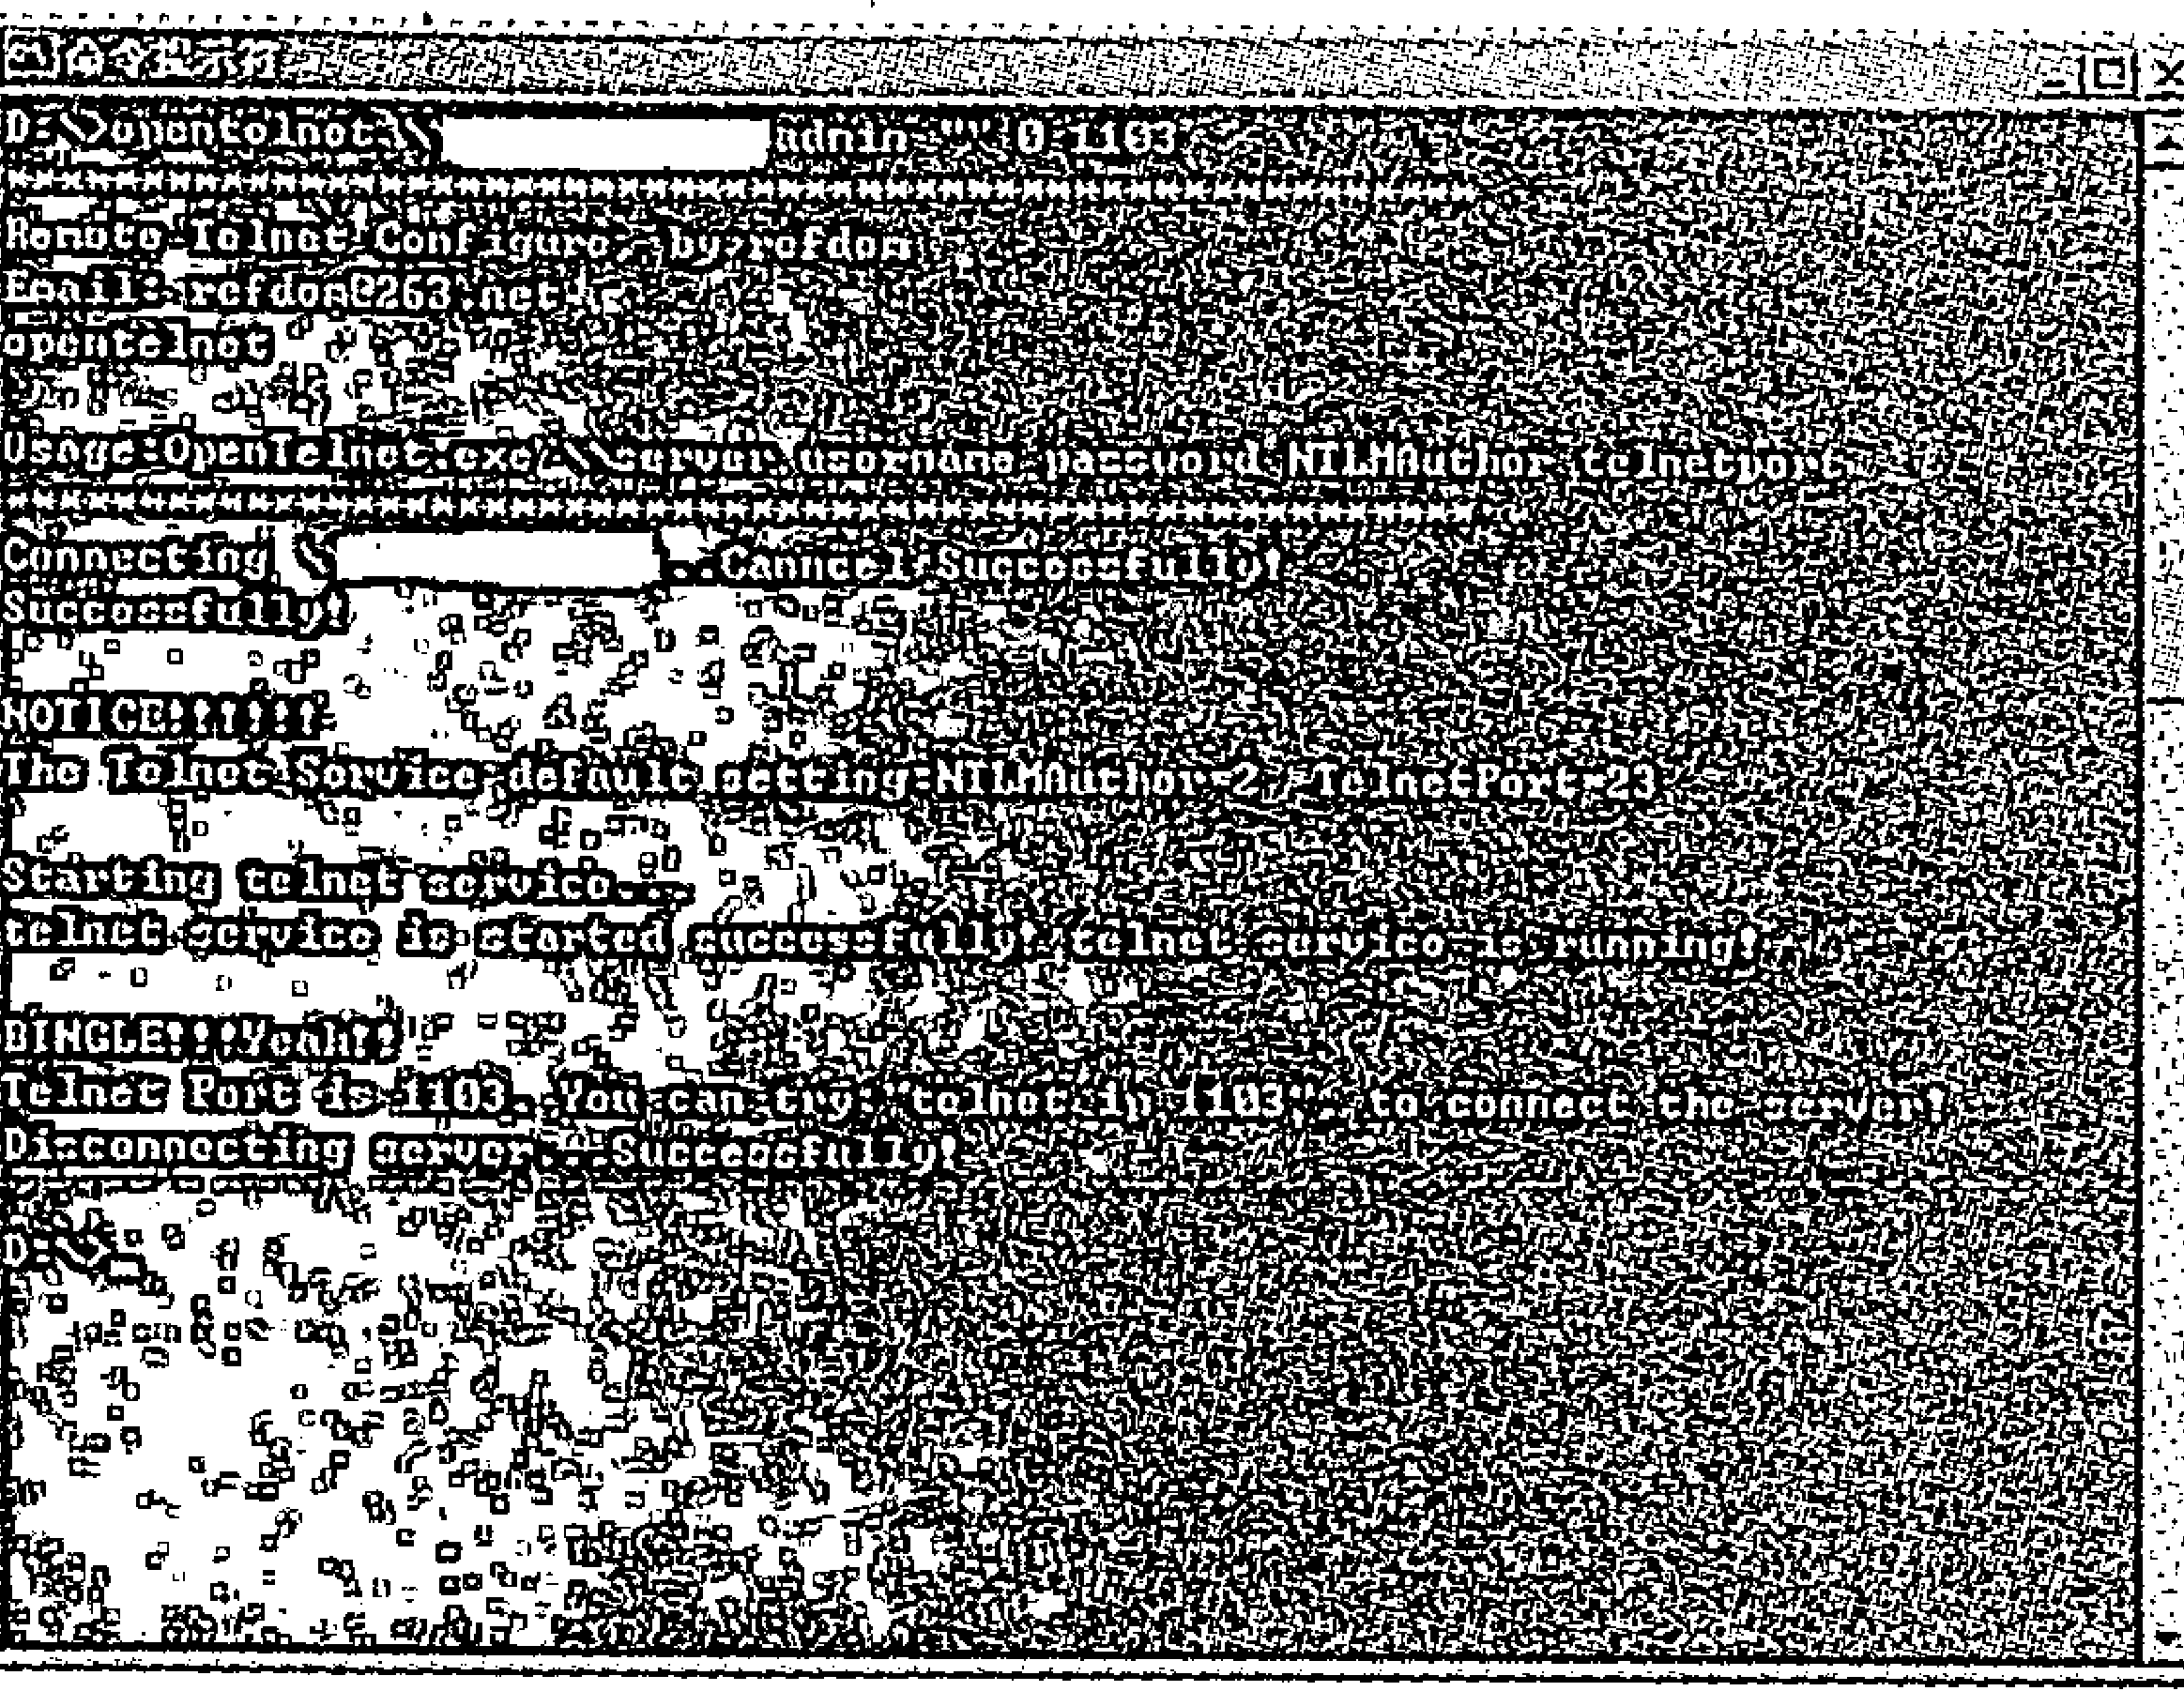 命令提示符
D:\>opentelnet \\ admin "" 0 1103
*******************************************************
Remote Telnet Configure, by refdom
Email: refdom@263.net
opentelnet
Usage:OpenTelnet.exe \\server username password NTLMAuthor telnetport
*******************************************************
Connecting \\ ...Canncel Successfully!
Successfully!
NOTICE!!!!!!
The Telnet Service default setting:NTLMAuthor=2 TelnetPort=23
Starting telnet service...
telnet service is started successfully! telnet service is running!
BINGLE!!!Yeah!!
Telnet Port is 1103. You can try:"telnet ip 1103", to connect the server!
Disconnecting server...Successfully!
D:\>_